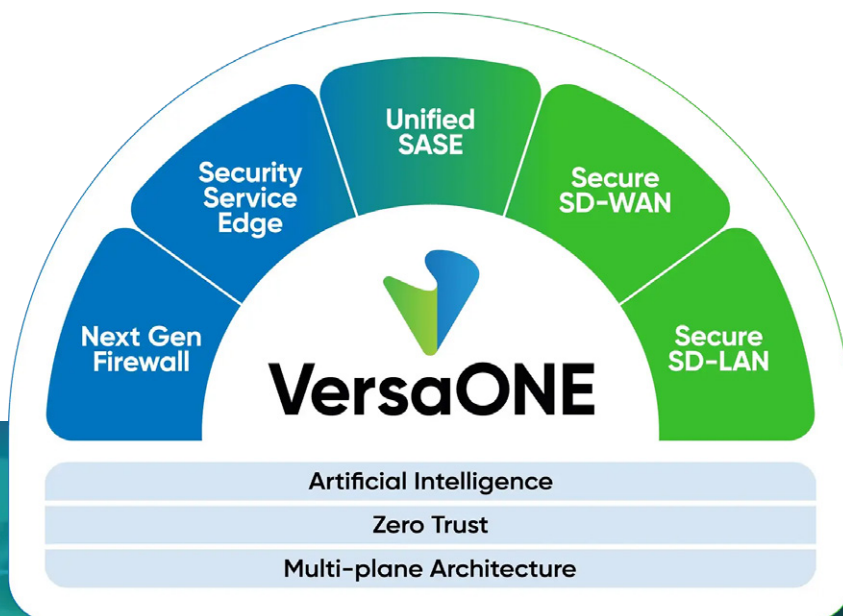 Unified
SASE
Security
Service
Edge
Secure
SD-WAN
Next Gen
Firewall
Secure
SD-LAN
VersaONE
Artificial Intelligence
Zero Trust
Multi-plane Architecture